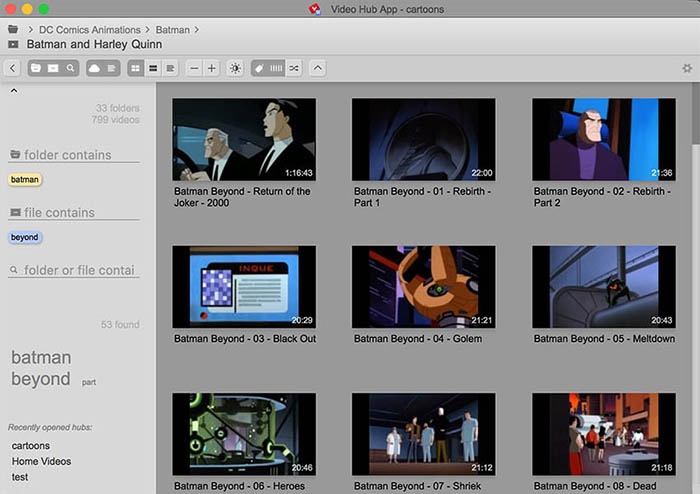 Video Hub App - cartoons
DC Comics Animations Batman
Batman and Harley Quinn
33 folders
799 videos
folder contains
batman
file contains
beyond
folder or file contai
53 found
batman
beyond part
Recently opened hubs:
cartoons
Home Videos
test
1:16:43
Batman Beyond - Return of the
Joker - 2000
22:00
Batman Beyond - 01 - Rebirth -
Part 1
21:36
Batman Beyond - 02 - Rebirth -
Part 2
INQUE
20:29
Batman Beyond - 03 - Black Out
21:21
Batman Beyond - 04 - Golem
20:43
Batman Beyond - 05 - Meltdown
20:46
Batman Beyond - 06 - Heroes
21:12
Batman Beyond - 07 - Shriek
21:18
Batman Beyond - 08 - Dead